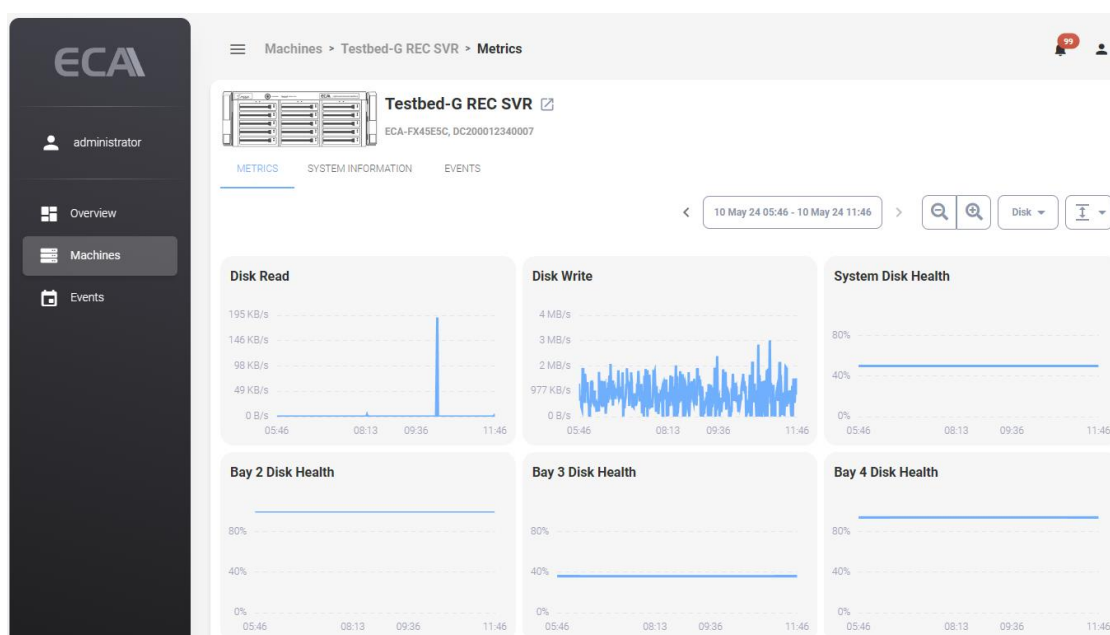 ECA
administrator
Overview
Machines
Events
Machines > Testbed-G REC SVR > Metrics
99
Testbed-G REC SVR
ECA-FX45E5C, DC200012340007
METRICS SYSTEM INFORMATION EVENTS
10 May 24 05:46 - 10 May 24 11:46
Disk
Disk Read
195 KB/s
146 KB/s
98 KB/s
49 KB/s
0 B/s
05:46 08:13 09:36 11:46
Disk Write
4 MB/s
3 MB/s
2 MB/s
977 KB/s
0 B/s
05:46 08:13 09:36 11:46
System Disk Health
80%
40%
0%
05:46 08:13 09:36 11:46
Bay 2 Disk Health
80%
40%
0%
05:46 08:13 09:36 11:46
Bay 3 Disk Health
80%
40%
0%
05:46 08:13 09:36 11:46
Bay 4 Disk Health
80%
40%
0%
05:46 08:13 09:36 11:46